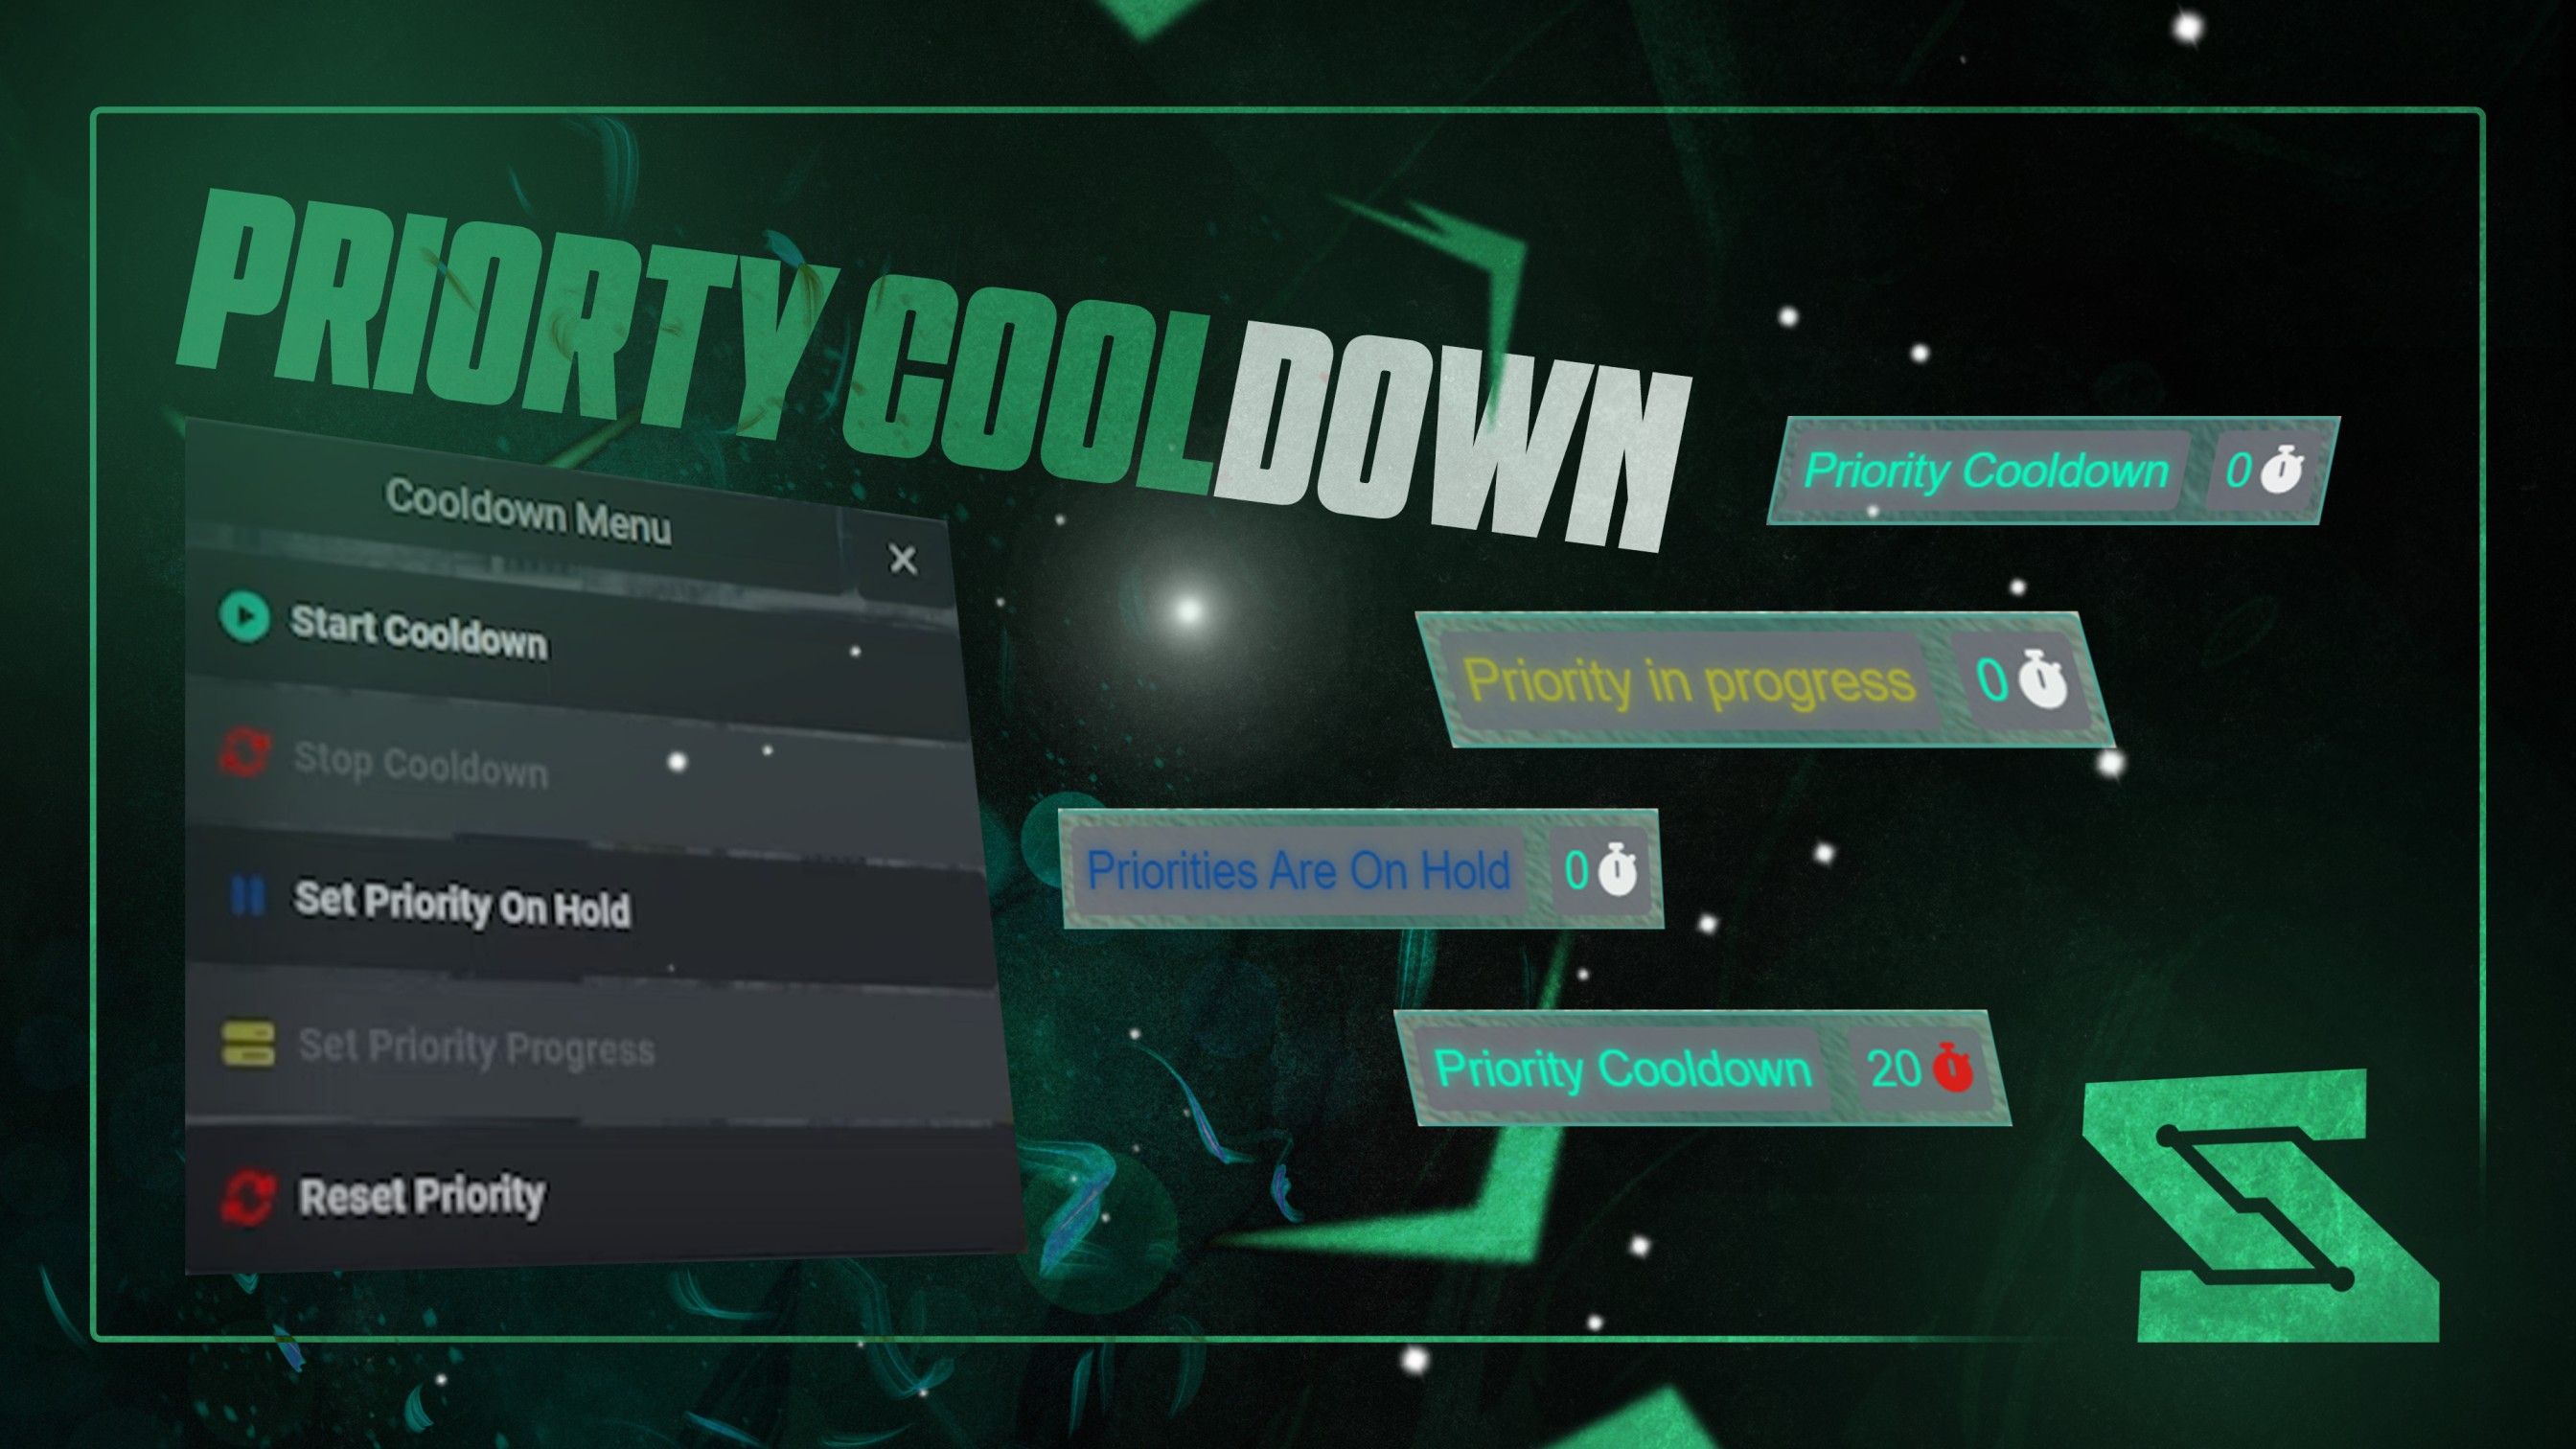 PRIORTY COOLDOWN
Cooldown Menu
Start Cooldown
Stop Cooldown
Set Priority On Hold
Set Priority Progress
Reset Priority
Priority Cooldown 0
Priority in progress 0
Priorities Are On Hold 0
Priority Cooldown 20